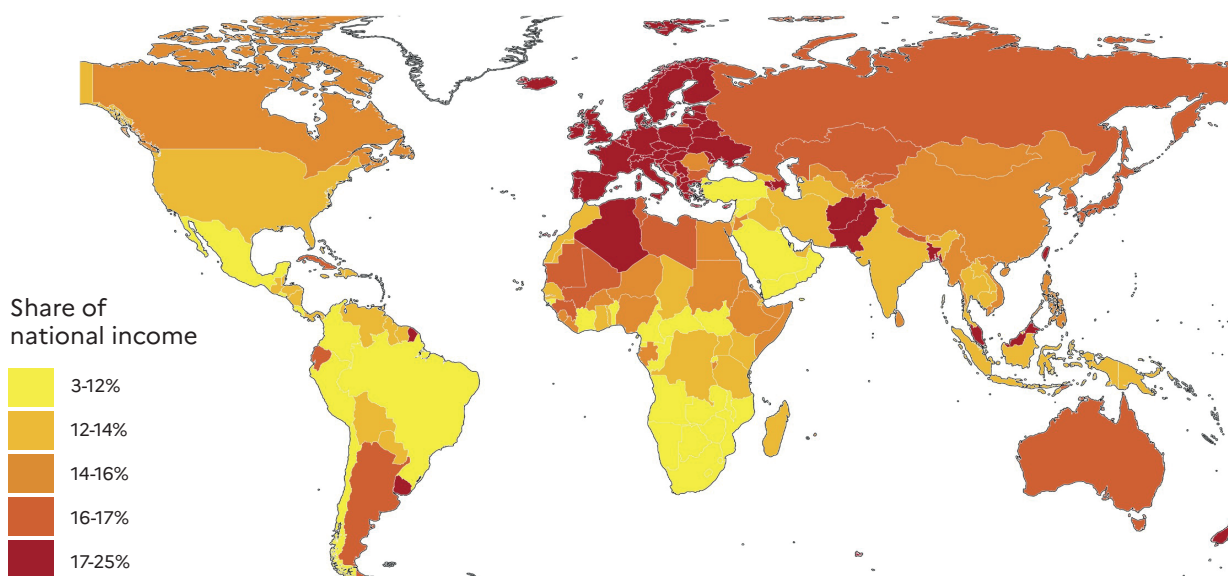 Share of
national income
3-12%
12-14%
14-16%
16-17%
17-25%